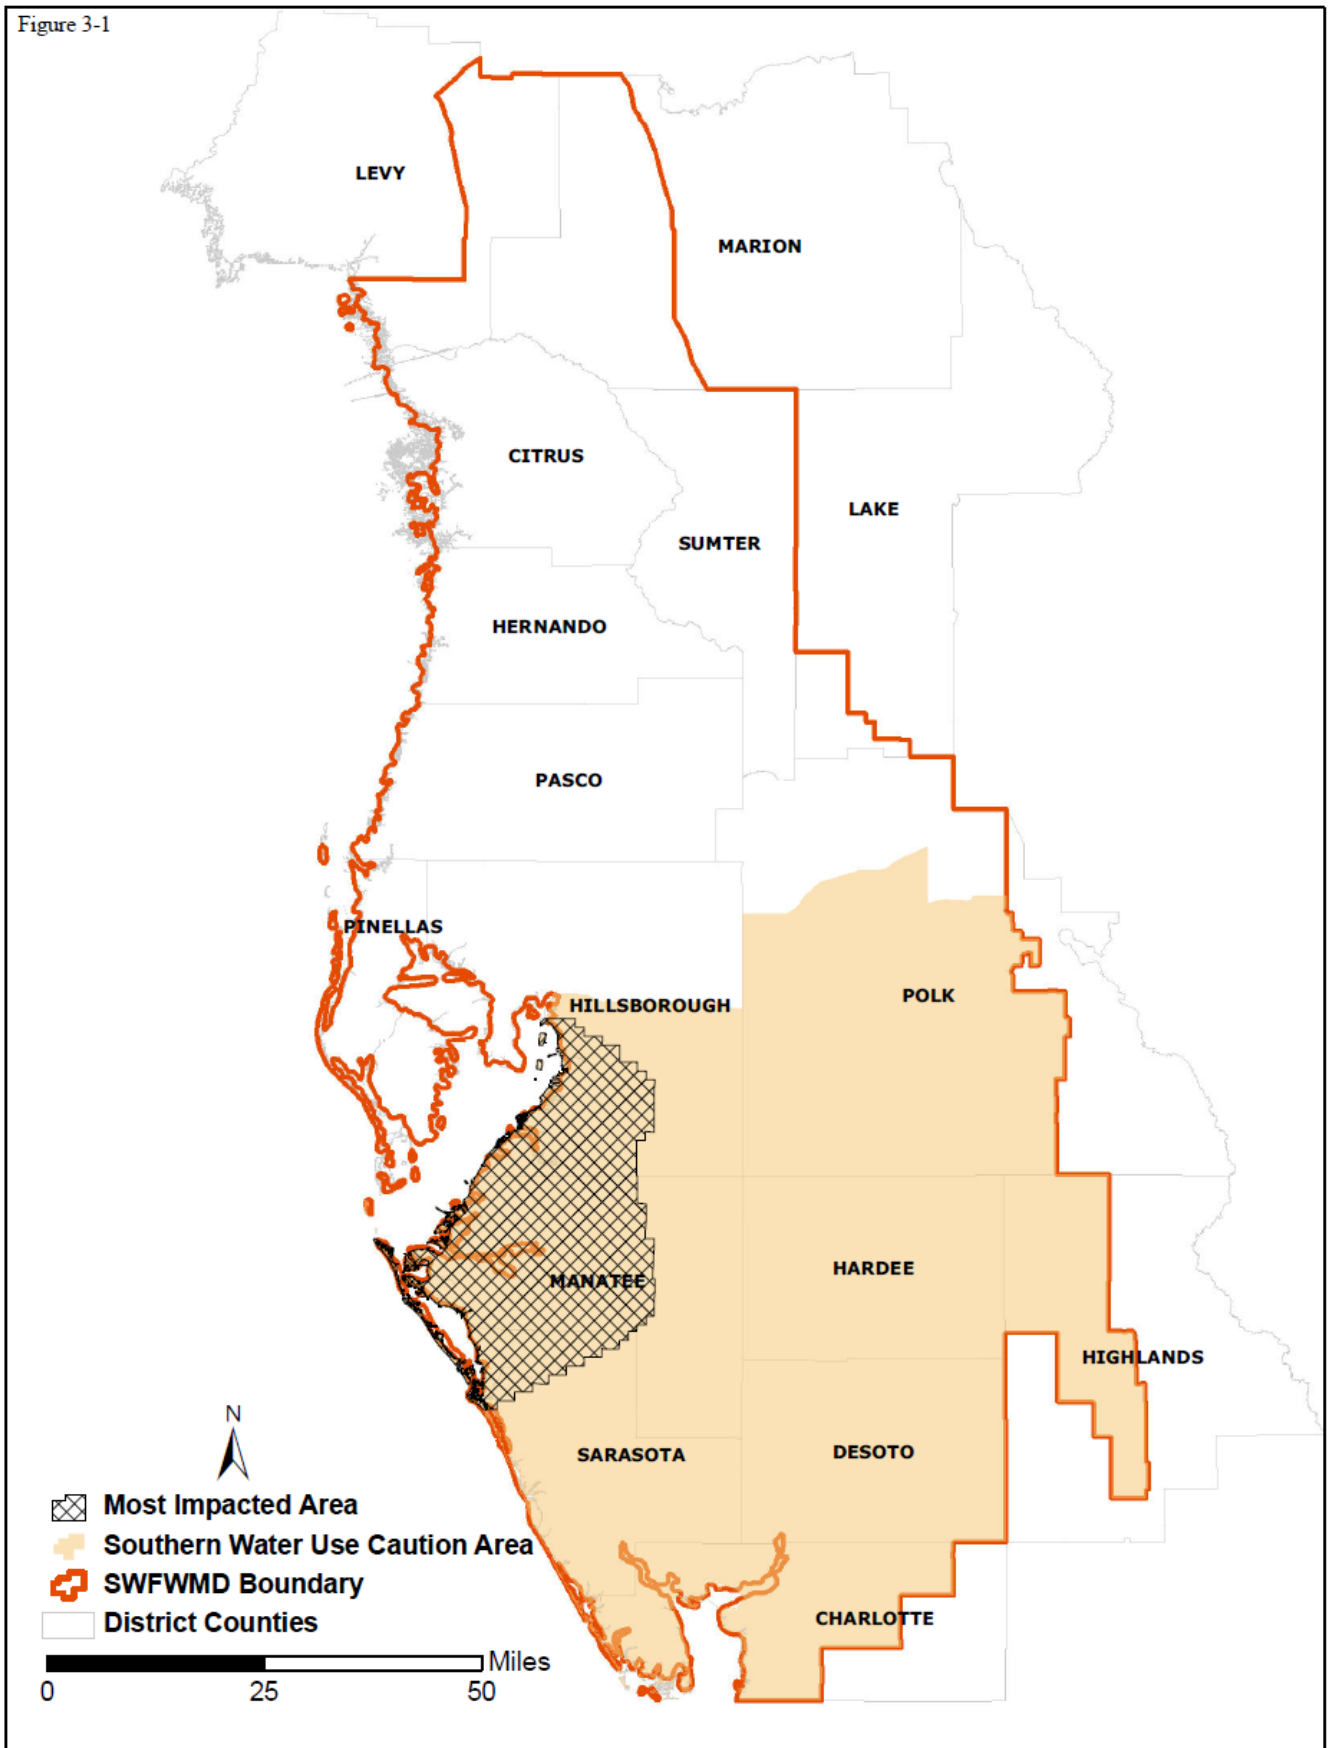 Figure 3-1
LEVY
MARION
CITRUS
LAKE
SUMTER
HERNANDO
PASCO
PINELLAS
HILLSBOROUGH
POLK
MANATEE
HARDEE
HIGHLANDS
SARASOTA
DESOTO
CHARLOTTE
N
Most Impacted Area
Southern Water Use Caution Area
SWFWMD Boundary
District Counties
Miles
0 25 50